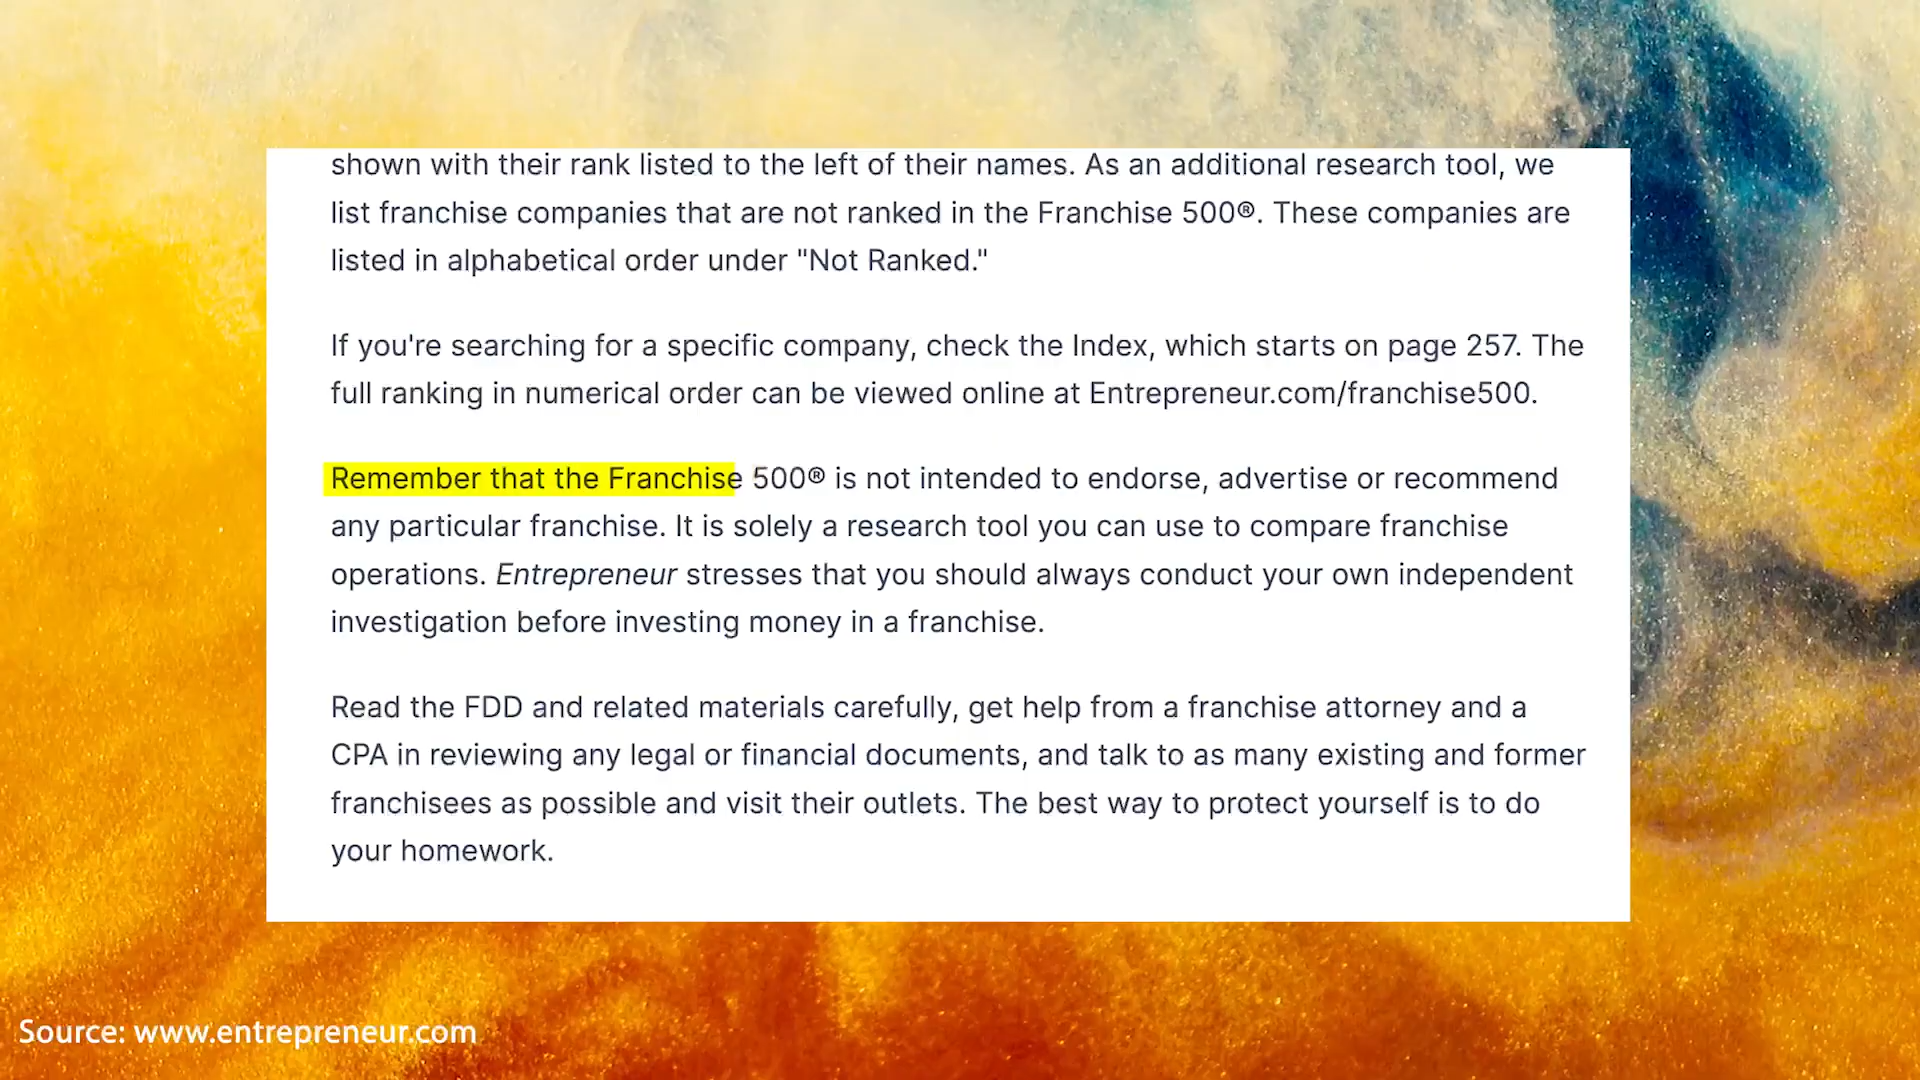 shown with their rank listed to the left of their names. As an additional research tool, we
list franchise companies that are not ranked in the Franchise 500®. These companies are
listed in alphabetical order under "Not Ranked."
If you're searching for a specific company, check the Index, which starts on page 257. The
full ranking in numerical order can be viewed online at Entrepreneur.com/franchise500.
Remember that the Franchise 500® is not intended to endorse, advertise or recommend
any particular franchise. It is solely a research tool you can use to compare franchise
operations. Entrepreneur stresses that you should always conduct your own independent
investigation before investing money in a franchise.
Read the FDD and related materials carefully, get help from a franchise attorney and a
CPA in reviewing any legal or financial documents, and talk to as many existing and former
franchisees as possible and visit their outlets. The best way to protect yourself is to do
your homework.
Source: www.entrepreneur.com